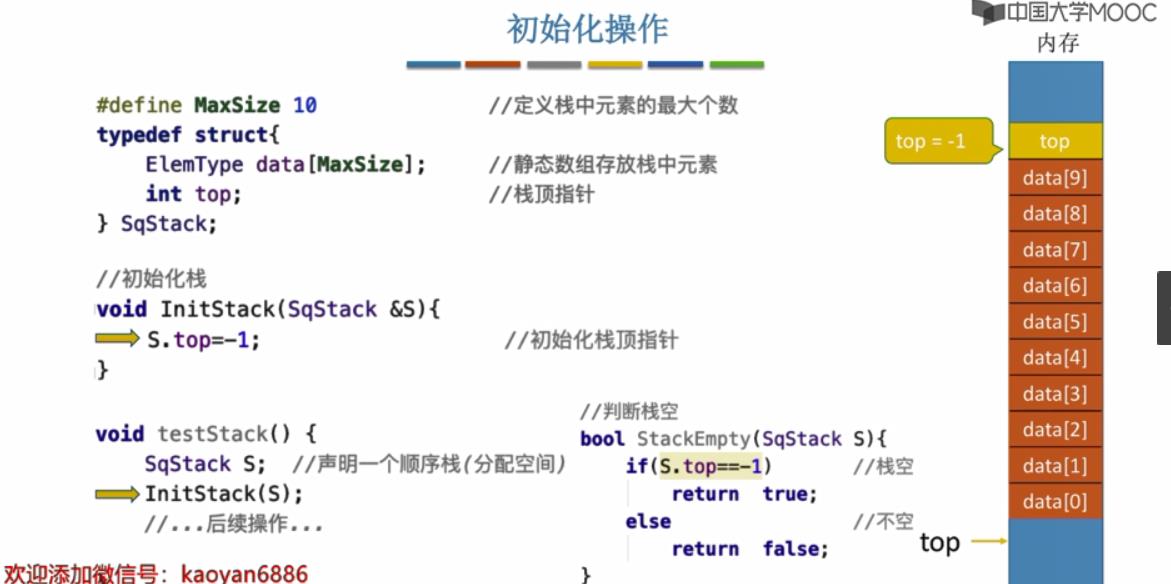 中国大学MOOC
初始化操作
内存
#define MaxSize 10 //定义栈中元素的最大个数
typedef struct{
ElemType data[MaxSize]; //静态数组存放栈中元素
int top; //栈顶指针
} SqStack;
//初始化栈
void InitStack(SqStack &S){
S.top=-1; //初始化栈顶指针
}
void testStack() {
SqStack S; //声明一个顺序栈(分配空间)
InitStack(S);
//...后续操作...
//判断栈空
bool StackEmpty(SqStack S){
if(S.top==-1) //栈空
return true;
else //不空
return false;
}
top = -1
top
data[9]
data[8]
data[7]
data[6]
data[5]
data[4]
data[3]
data[2]
data[1]
data[0]
top
欢迎添加微信号：kaoyan6886